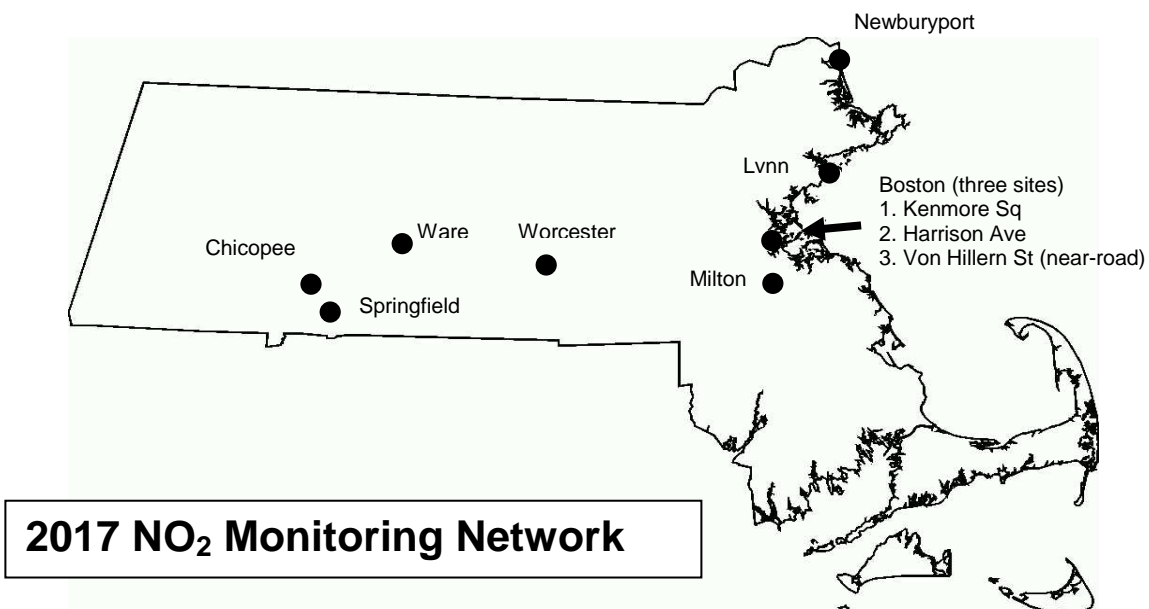 Newburyport
Lynn
Boston (three sites)
1. Kenmore Sq
2. Harrison Ave
3. Von Hillern St (near-road)
Ware
Worcester
Chicopee
Milton
Springfield
2017 NO₂ Monitoring Network